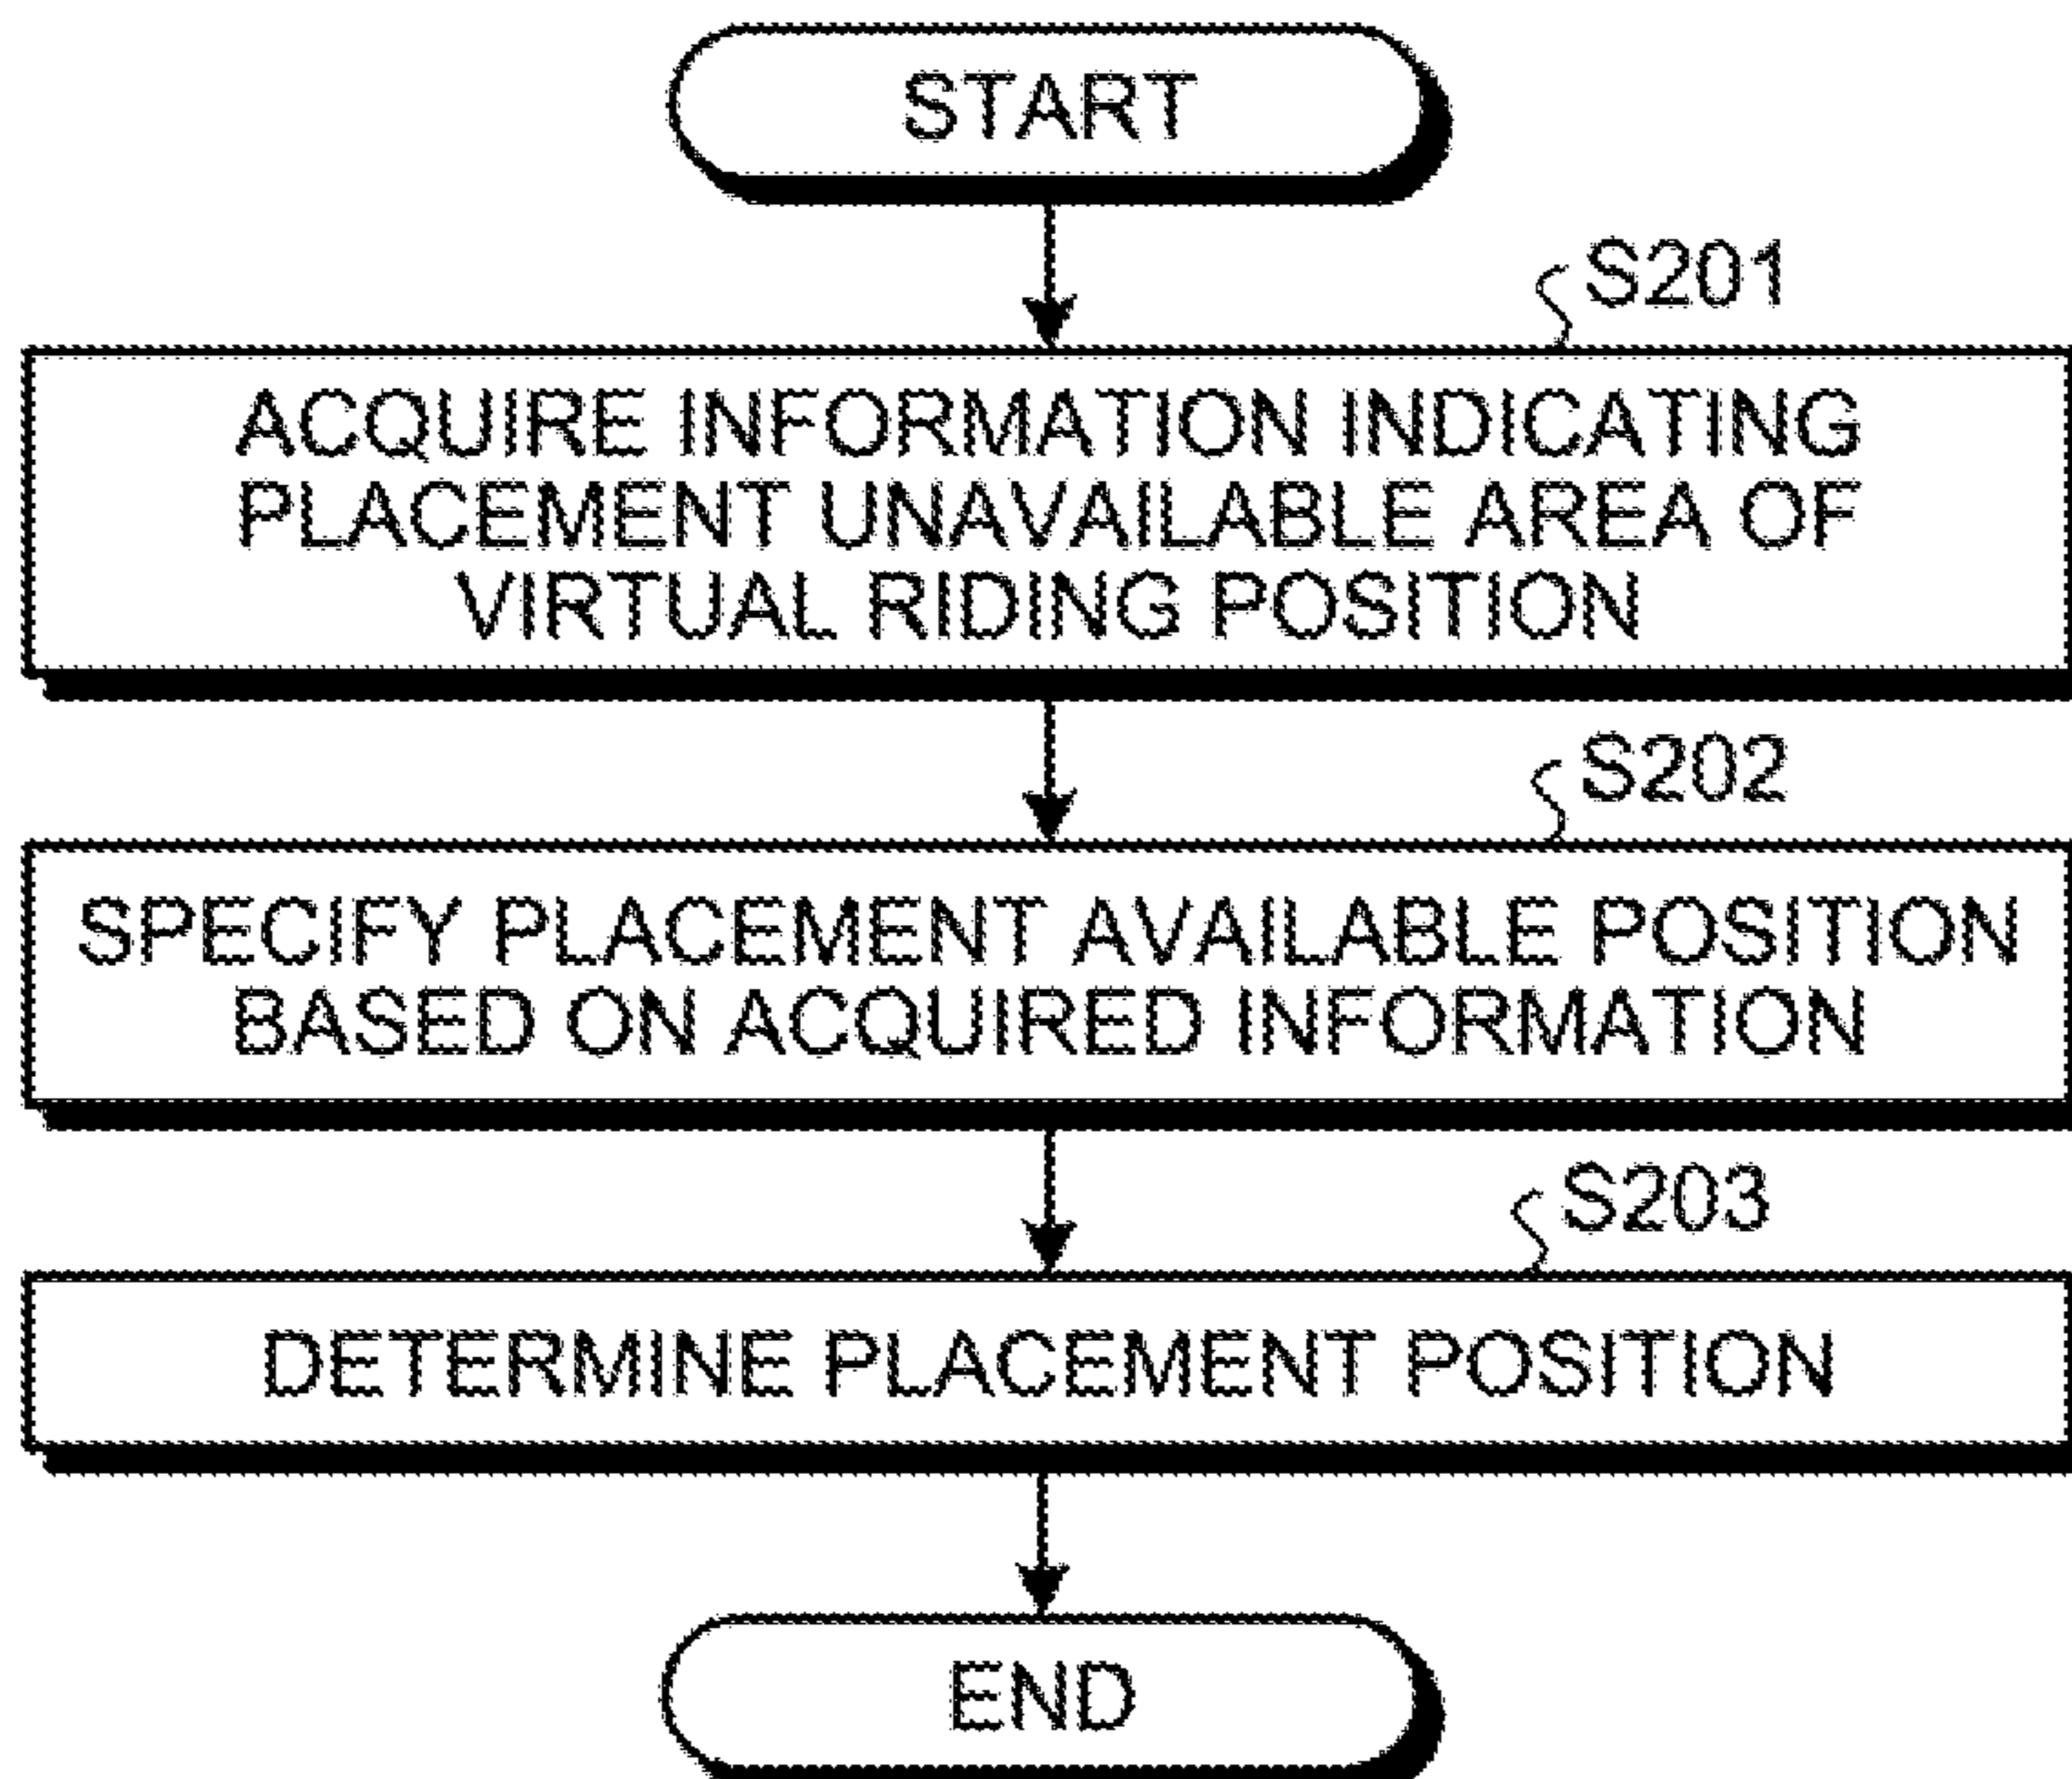 START
S201
ACQUIRE INFORMATION INDICATING
PLACEMENT UNAVAILABLE AREA OF
VIRTUAL RIDING POSITION
S202
SPECIFY PLACEMENT AVAILABLE POSITION
BASED ON ACQUIRED INFORMATION
S203
DETERMINE PLACEMENT POSITION
END